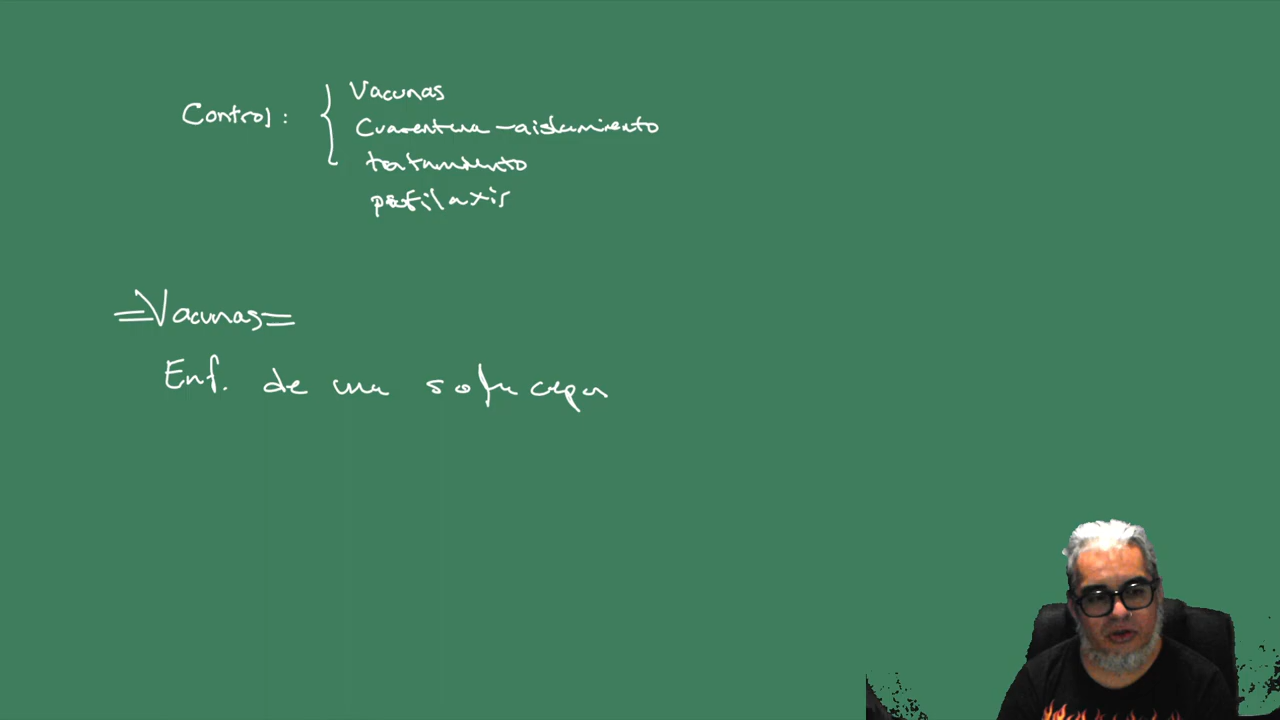 Control: Vacunas
Cuarentena - aislamiento
tratamiento
profilaxis
=Vacunas=
Enf. de una sola cepa